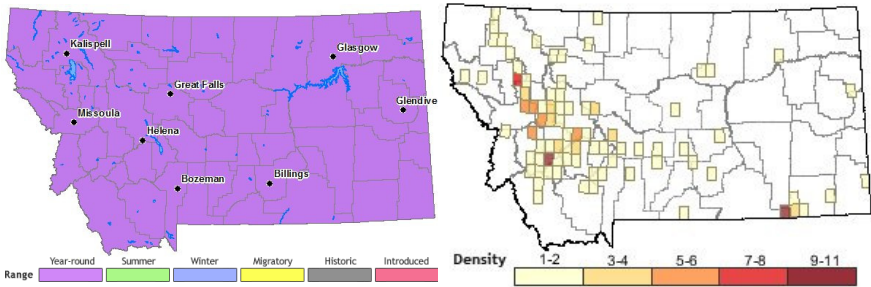 Kalispell
Glasgow
Great Falls
Glendive
Missoula
Helena
Bozeman
Billings
Range
Year-round
Summer
Winter
Migratory
Historic
Introduced
Density
1-2
3-4
5-6
7-8
9-11